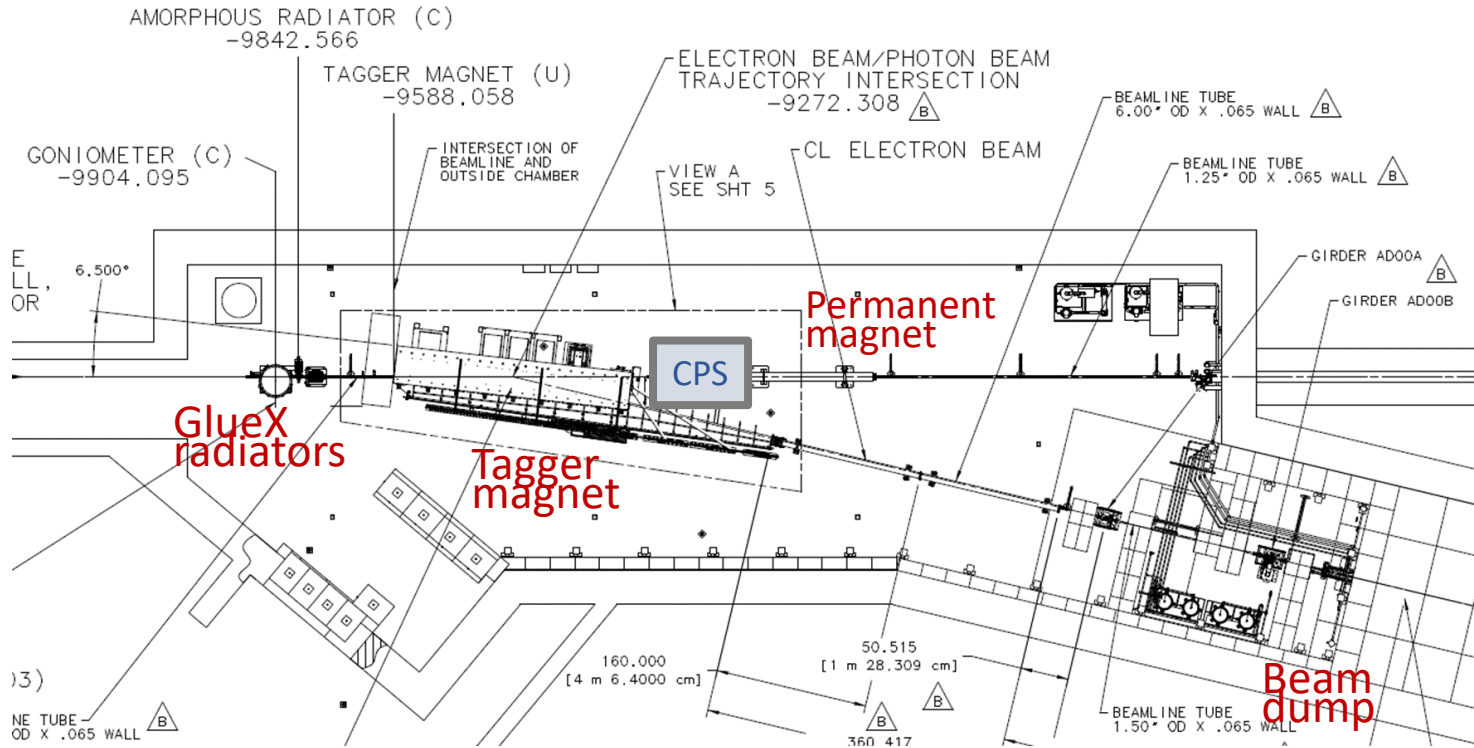 AMORPHOUS RADIATOR (C)
-9842.566
TAGGER MAGNET (U)
-9588.058
ELECTRON BEAM/PHOTON BEAM
TRAJECTORY INTERSECTION
-9272.308
B
BEAMLINE TUBE
6.00" OD X .065 WALL
B
INTERSECTION OF
BEAMLINE AND
OUTSIDE CHAMBER
GONIOMETER (C)
-9904.095
VIEW A
SEE SHT 5
CL ELECTRON BEAM
BEAMLINE TUBE
1.25" OD X .065 WALL
B
E
LL,
OR
6.500°
GIRDER AD00A
B
GIRDER AD00B
Permanent
magnet
CPS
GlueX
radiators
Tagger
magnet
160.000
[4 m 6.4000 cm]
50.515
[1 m 28.309 cm]
B
B
360.417
Beam
dump
03)
NE TUBE
OD X .065 WALL
B
B
BEAMLINE TUBE
1.50" OD X .065 WALL